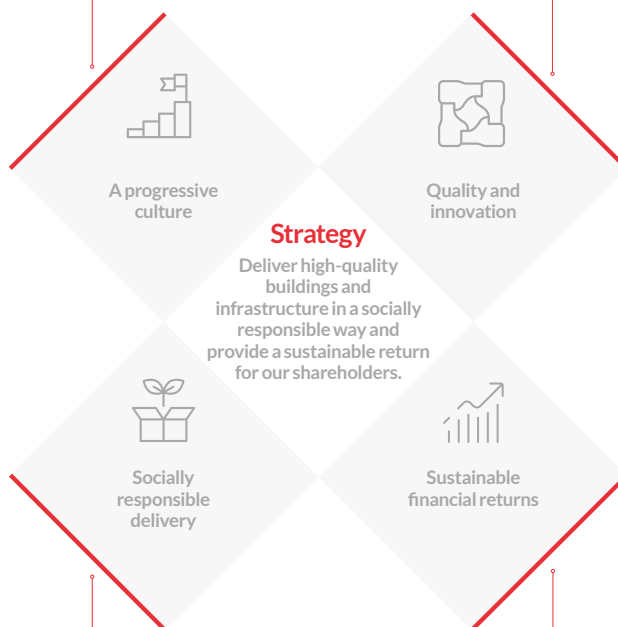 A progressive
culture
Quality and
innovation
Strategy
Deliver high-quality
buildings and
infrastructure in a socially
responsible way and
provide a sustainable return
for our shareholders.
Socially
responsible
delivery
Sustainable
financial returns